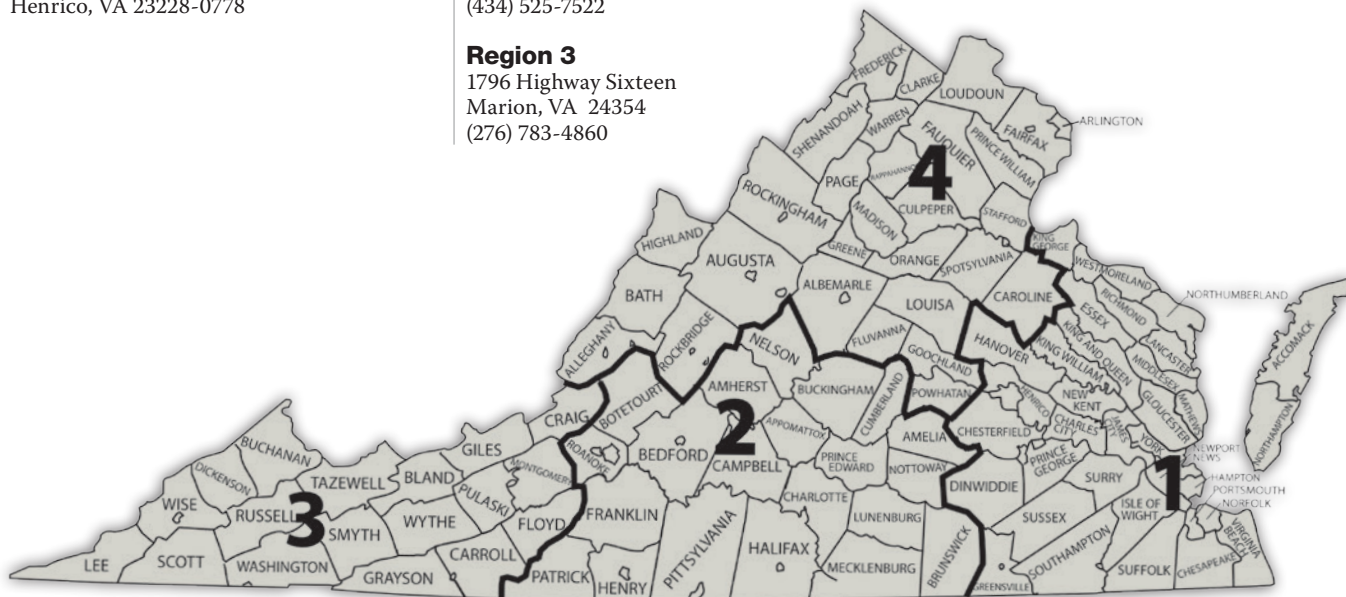 Henrico, VA 23228-0778
(434) 525-7522
Region 3
1796 Highway Sixteen
Marion, VA 24354
(276) 783-4860
FREDERICK
CLARKE
LOUDOUN
SHENANDOAH
WARREN
FAUQUIER
PRINCE WILLIAM
FAIRFAX
ARLINGTON
4
ROCKINGHAM
PAGE
RAPPAHANNOCK
MADISON
CULPEPER
STAFFORD
KING
GEORGE
HIGHLAND
AUGUSTA
GREENE
ORANGE
SPOTSYLVANIA
WESTMORELAND
BATH
ALBEMARLE
LOUISA
CAROLINE
RICHMOND
ESSEX
NORTHUMBERLAND
ALLEGHANY
ROCKBRIDGE
NELSON
FLUVANNA
GOOCHLAND
HANOVER
KING WILLIAM
KING AND QUEEN
LANCASTER
MIDDLESEX
ACCOMACK
CRAIG
BOTETOURT
AMHERST
BUCKINGHAM
CUMBERLAND
POWHATAN
HENRICO
NEW
KENT
GLOUCESTER
MATHEWS
NORTHAMPTON
2
BUCHANAN
GILES
ROANOKE
BEDFORD
CAMPBELL
APPOMATTOX
PRINCE
EDWARD
AMELIA
CHESTERFIELD
CHARLES
CITY
JAMES
CITY
YORK
NEWPORT
NEWS
DICKENSON
TAZEWELL
BLAND
MONTGOMERY
NOTTOWAY
PRINCE
GEORGE
SURRY
1
HAMPTON
PORTSMOUTH
NORFOLK
WISE
RUSSELL
3
SMYTH
WYTHE
PULASKI
FLOYD
FRANKLIN
CHARLOTTE
LUNENBURG
DINWIDDIE
SUSSEX
ISLE OF
WIGHT
VIRGINIA
BEACH
LEE
SCOTT
WASHINGTON
GRAYSON
CARROLL
PATRICK
HENRY
PITTSYLVANIA
HALIFAX
MECKLENBURG
BRUNSWICK
GREENSVILLE
SOUTHAMPTON
SUFFOLK
CHESAPEAKE